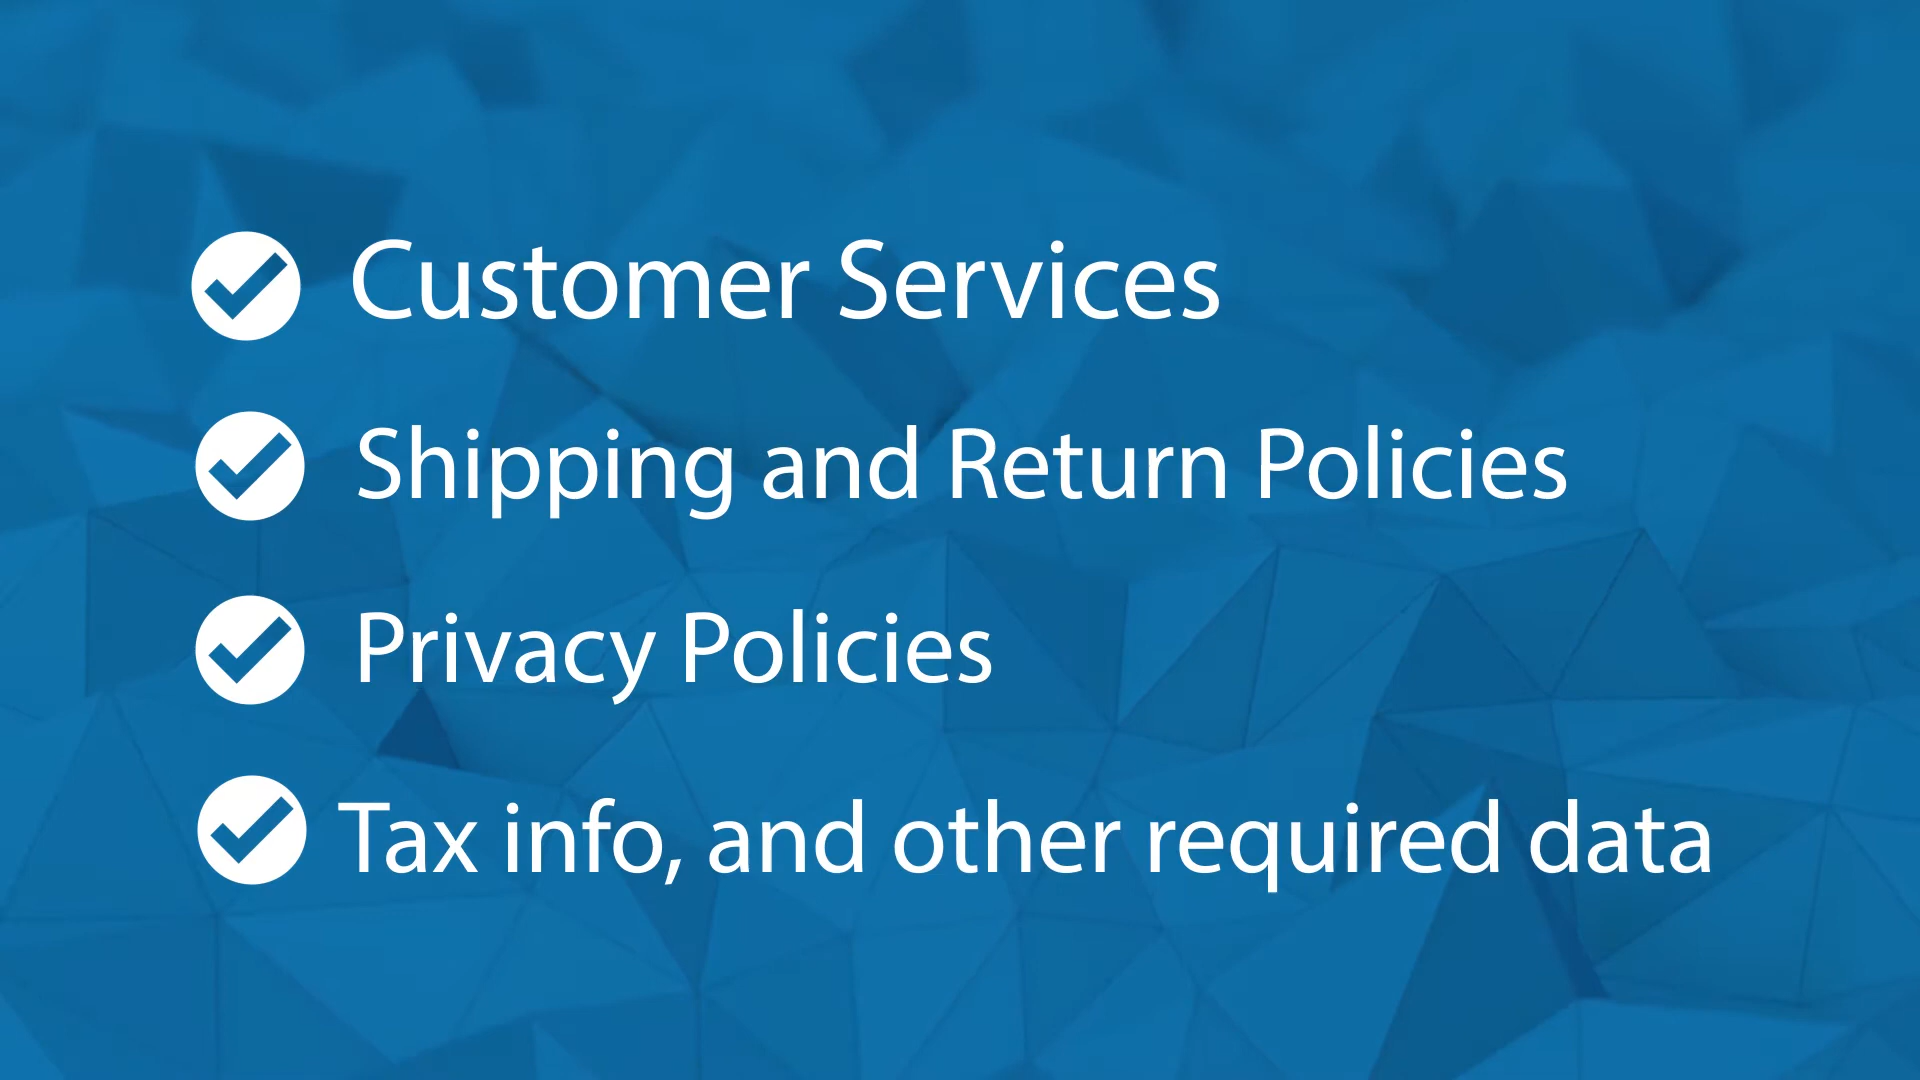 Customer Services
Shipping and Return Policies
Privacy Policies
Tax info, and other required data